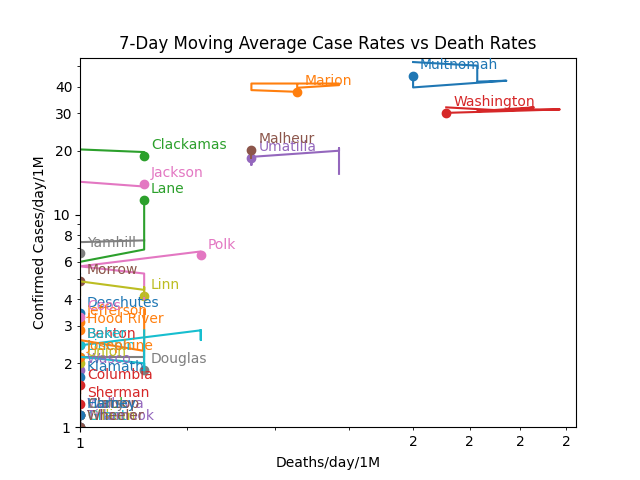 7-Day Moving Average Case Rates vs Death Rates
Multnomah
Marion
Washington
Malheur
Umatilla
Clackamas
Jackson
Lane
Yamhill
Polk
Morrow
Linn
Deschutes
Jefferson
Hood River
Benton
Josephine
Douglas
Klamath
Columbia
Sherman
Tillamook
40
30
20
10
8
6
4
3
2
1
1
2
2
2
2
Confirmed Cases/day/1M
Deaths/day/1M